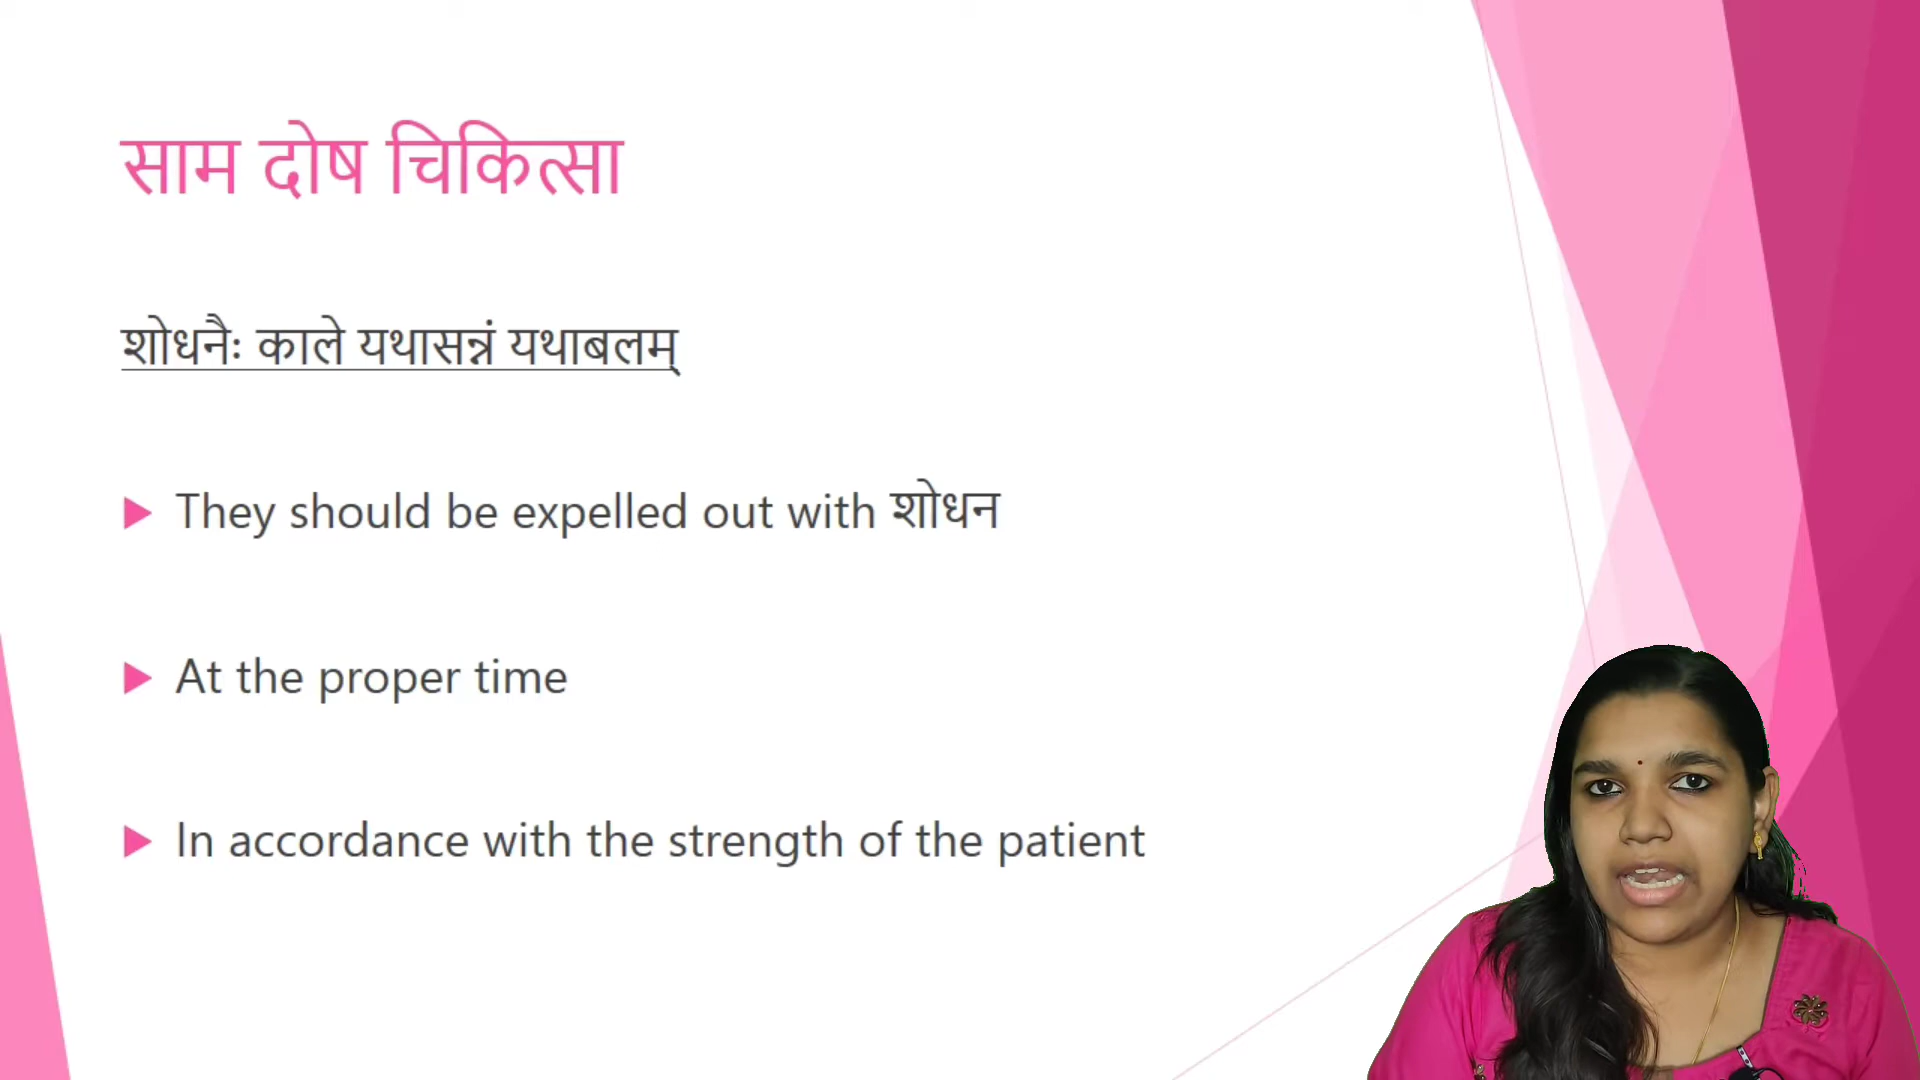 साम दोष चिकित्सा
शोधनैः काले यथासन्नं यथाबलम्
They should be expelled out with शोधन
At the proper time
In accordance with the strength of the patient